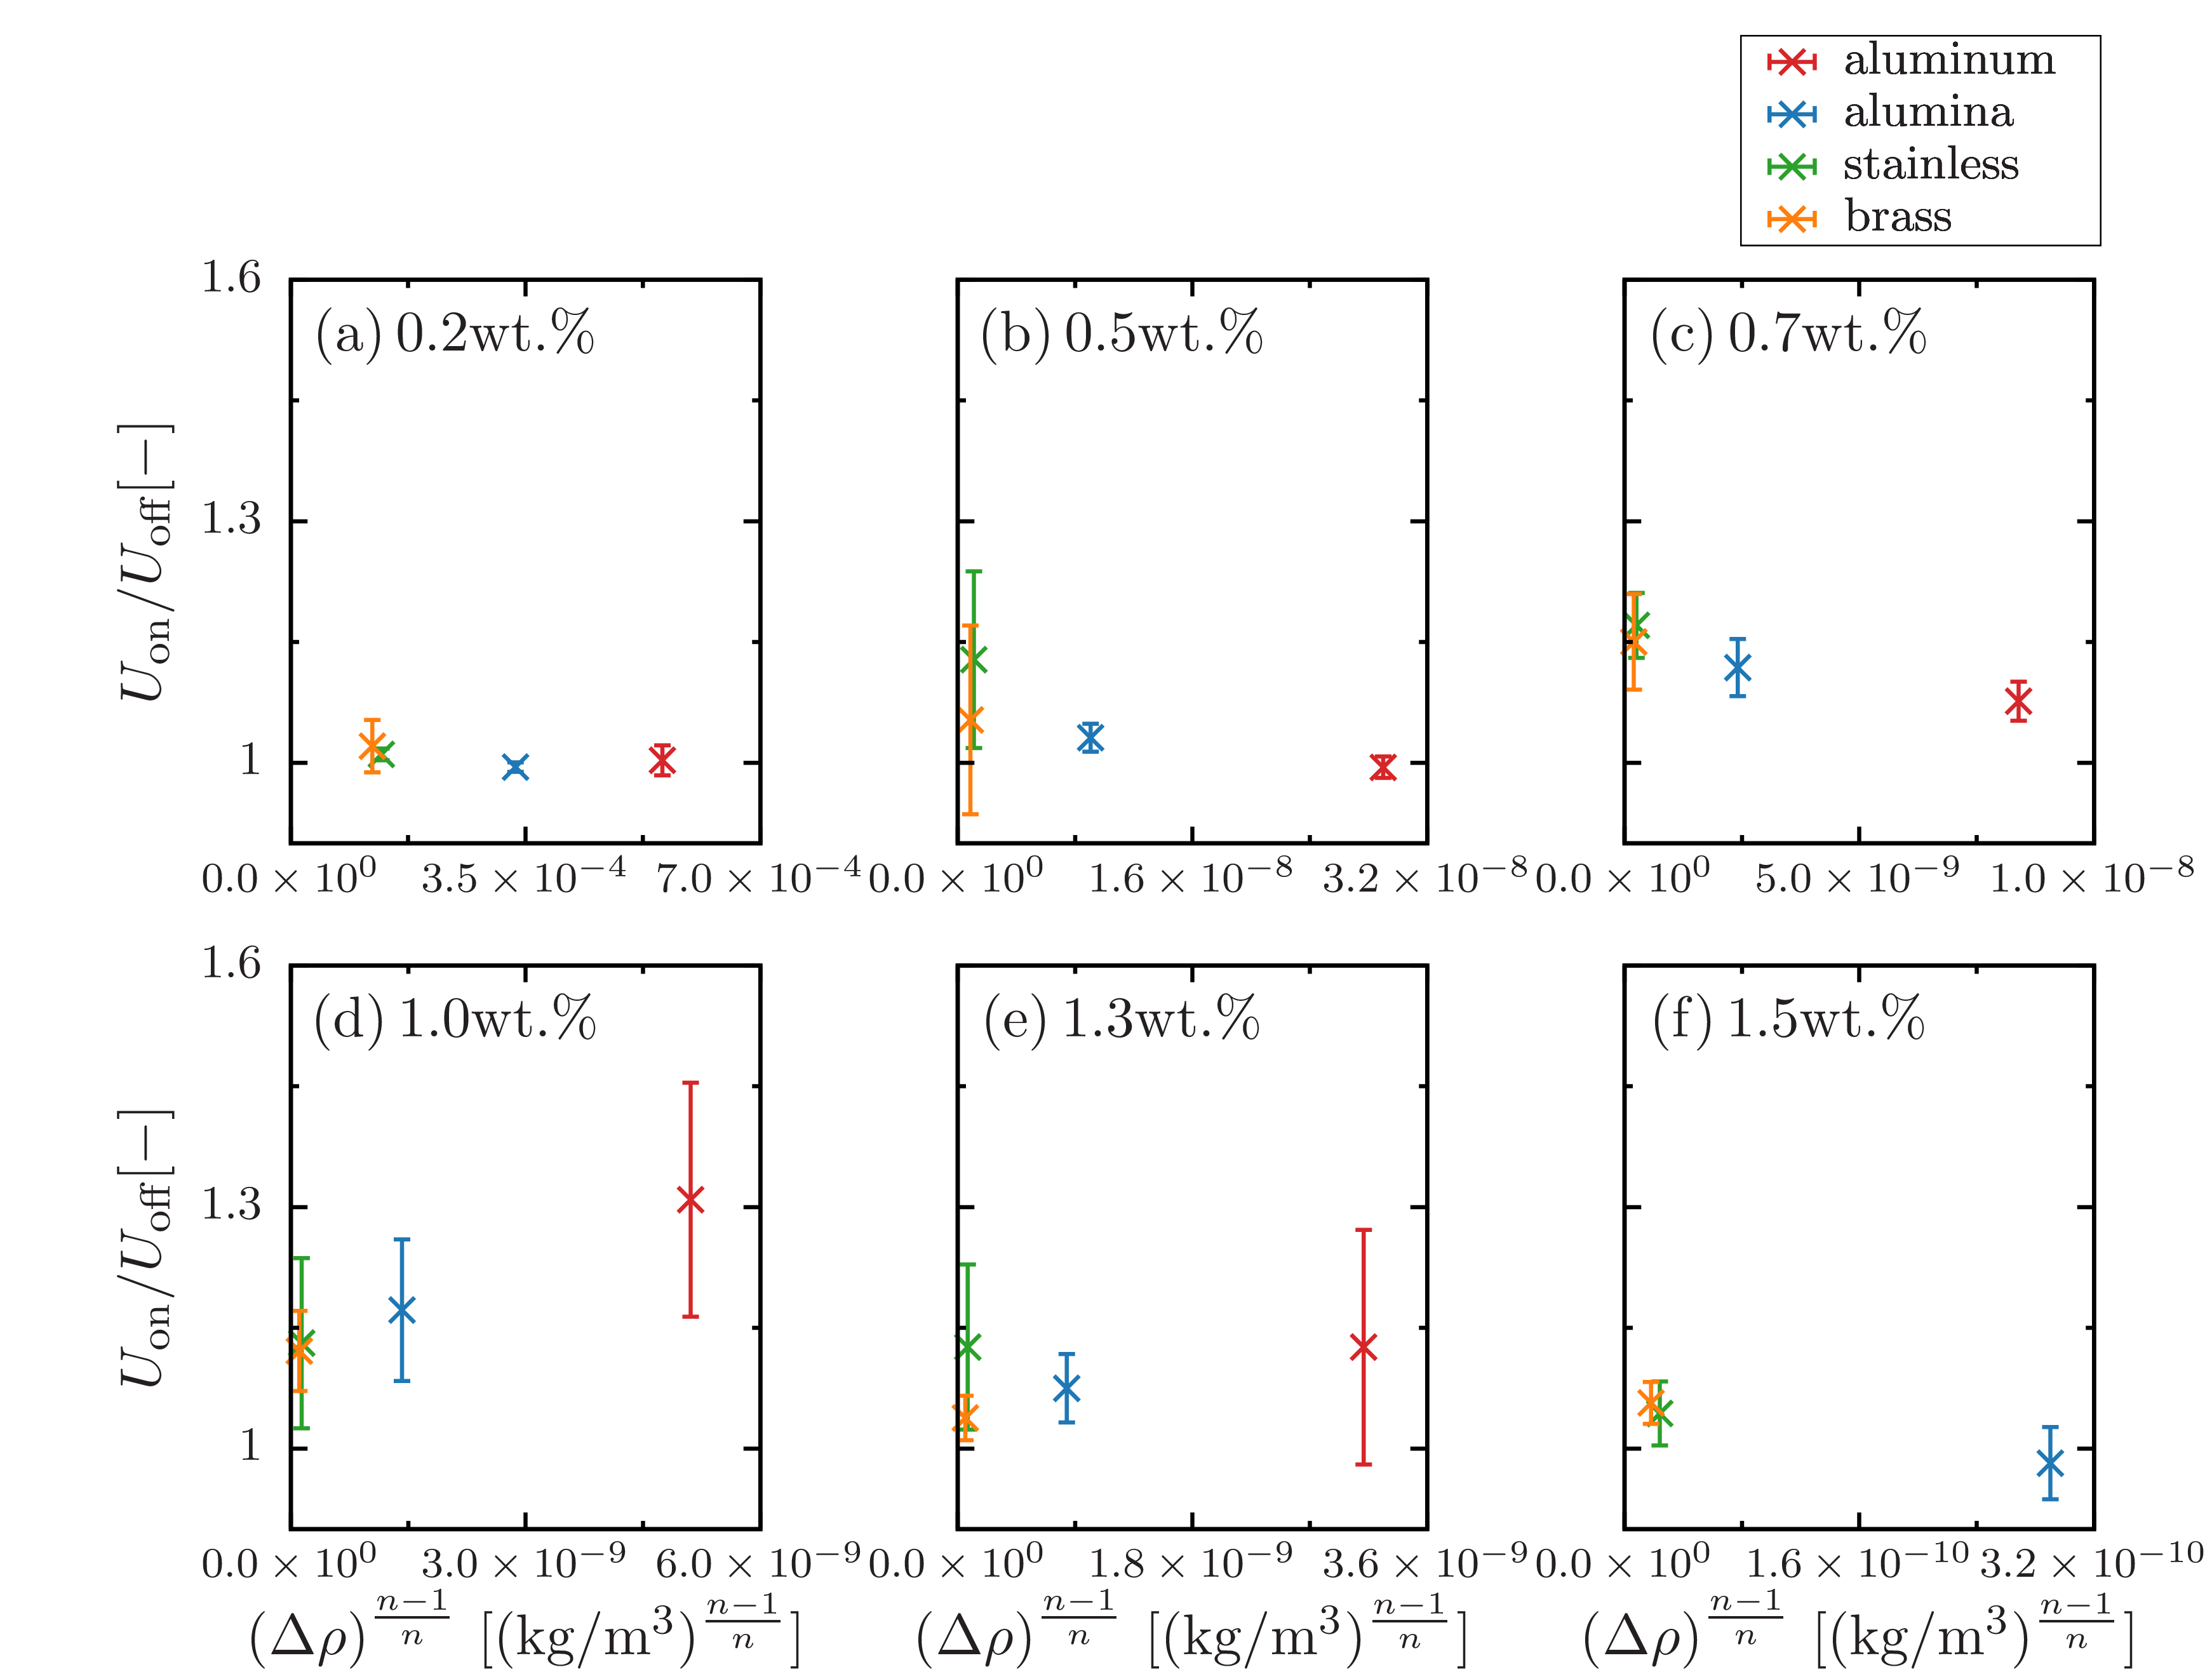 aluminum
alumina
stainless
brass
(a) 0.2wt.%
(b) 0.5wt.%
(c) 0.7wt.%
1.6
1.3
1
U_on/U_off[−]
0.0 × 10^0 3.5 × 10^−4 7.0 × 10^−4 0.0 × 10^0 1.6 × 10^−8 3.2 × 10^−8 0.0 × 10^0 5.0 × 10^−9 1.0 × 10^−8
(d) 1.0wt.%
(e) 1.3wt.%
(f) 1.5wt.%
1.6
1.3
1
U_on/U_off[−]
0.0 × 10^0 3.0 × 10^−9 6.0 × 10^−9 0.0 × 10^0 1.8 × 10^−9 3.6 × 10^−9 0.0 × 10^0 1.6 × 10^−10 3.2 × 10^−10
(Δρ)^{\frac{n−1}{n}} [(kg/m^3)^{\frac{n−1}{n}}]
(Δρ)^{\frac{n−1}{n}} [(kg/m^3)^{\frac{n−1}{n}}]
(Δρ)^{\frac{n−1}{n}} [(kg/m^3)^{\frac{n−1}{n}}]